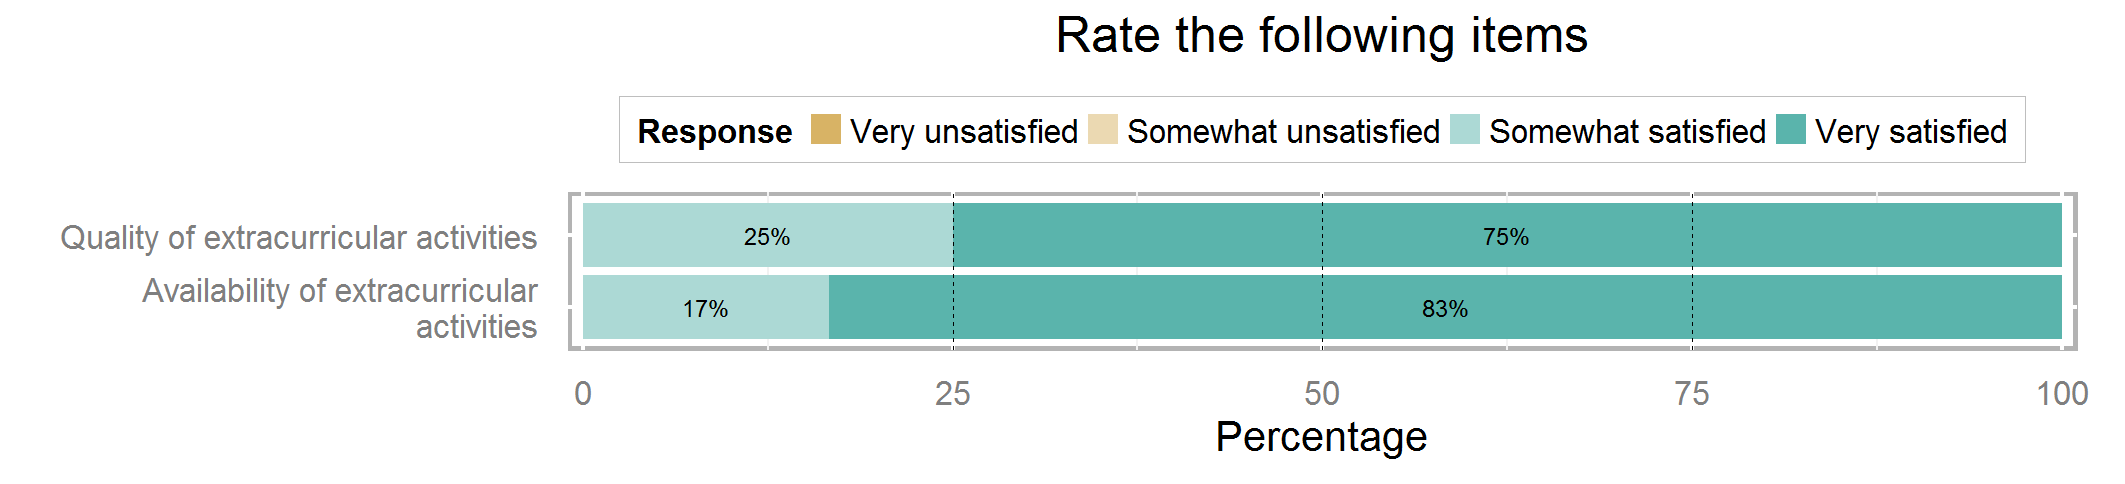 Rate the following items
Response Very unsatisfied Somewhat unsatisfied Somewhat satisfied Very satisfied
Quality of extracurricular activities 25% 75%
Availability of extracurricular
activities 17% 83%
0 25 50 75 100
Percentage